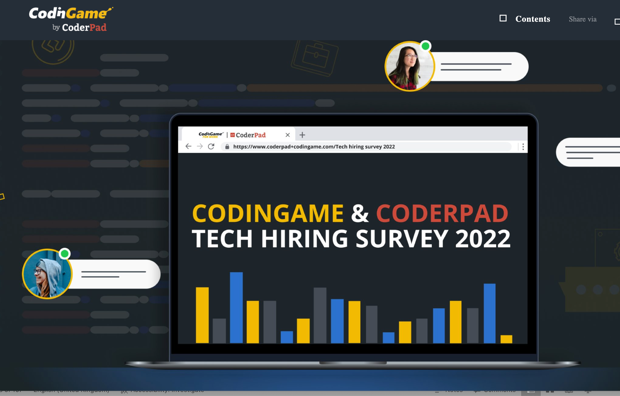 CodinGame
by CoderPad
Contents
Share via
CodinGame | CoderPad
https://www.coderpad+codingame.com/Tech hiring survey 2022
CODINGAME & CODERPAD
TECH HIRING SURVEY 2022